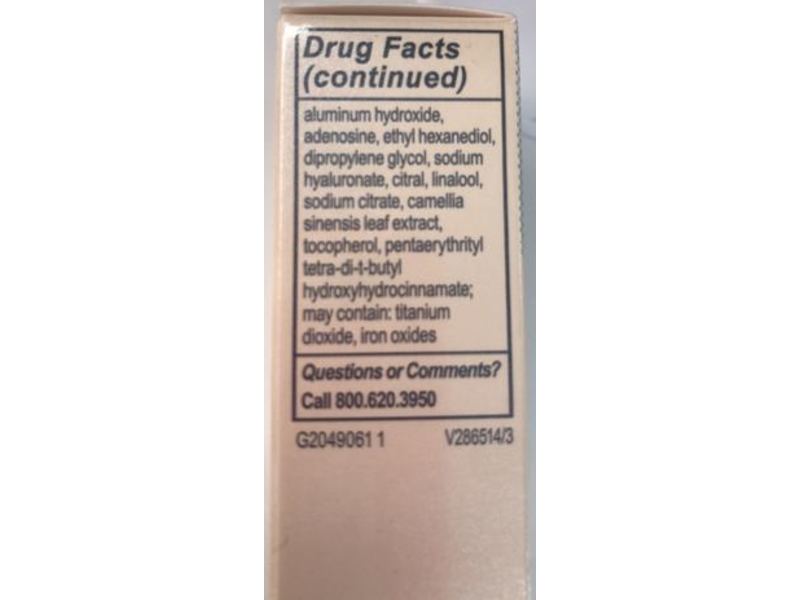 Drug Facts
(continued)
aluminum hydroxide,
adenosine, ethyl hexanediol,
dipropylene glycol, sodium
hyaluronate, citral, linalool,
sodium citrate, camellia
sinensis leaf extract,
tocopherol, pentaerythrityl
tetra-di-t-butyl
hydroxyhydrocinnamate;
may contain: titanium
dioxide, iron oxides
Questions or Comments?
Call 800.620.3950
G2049061 1 V286514/3